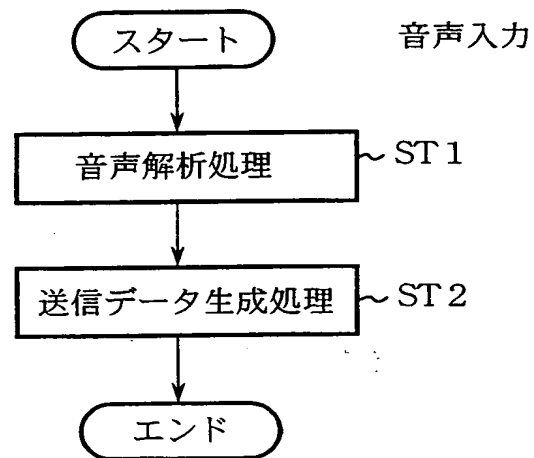 スタート
音声入力
音声解析処理
～ST1
送信データ生成処理
～ST2
エンド